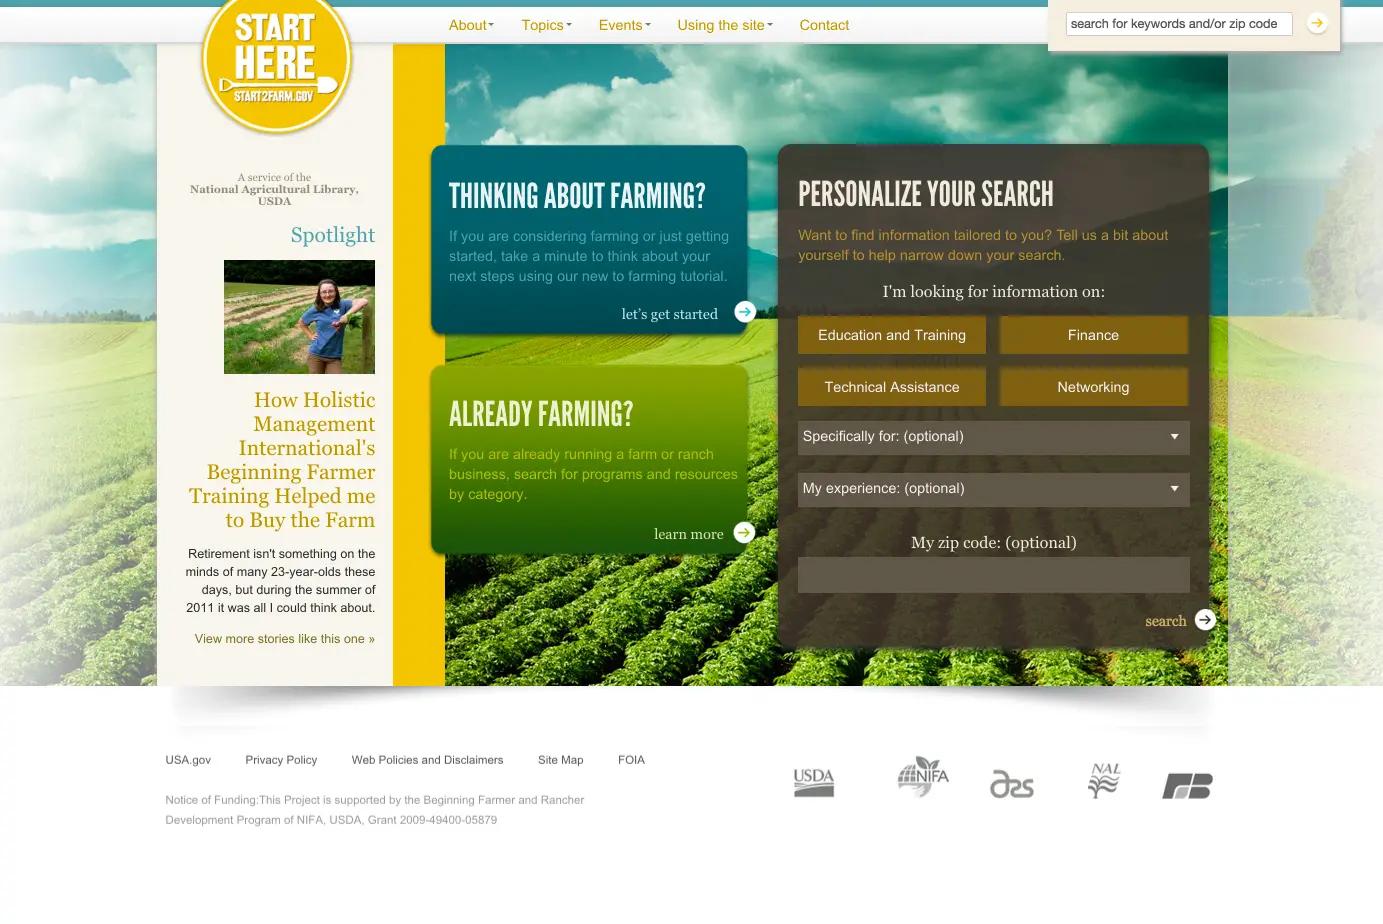 START
HERE
START2FARM.GOV
About
Topics
Events
Using the site
Contact
search for keywords and/or zip code
A service of the
National Agricultural Library,
USDA
Spotlight
How Holistic
Management
International's
Beginning Farmer
Training Helped me
to Buy the Farm
Retirement isn't something on the
minds of many 23-year-olds these
days, but during the summer of
2011 it was all I could think about.
View more stories like this one »
THINKING ABOUT FARMING?
If you are considering farming or just getting
started, take a minute to think about your
next steps using our new to farming tutorial.
let's get started
ALREADY FARMING?
If you are already running a farm or ranch
business, search for programs and resources
by category.
learn more
PERSONALIZE YOUR SEARCH
Want to find information tailored to you? Tell us a bit about
yourself to help narrow down your search.
I'm looking for information on:
Education and Training
Finance
Technical Assistance
Networking
Specifically for: (optional)
My experience: (optional)
My zip code: (optional)
search
USA.gov
Privacy Policy
Web Policies and Disclaimers
Site Map
FOIA
Notice of Funding:This Project is supported by the Beginning Farmer and Rancher
Development Program of NIFA, USDA, Grant 2009-49400-05879
USDA
NIFA
ars
NAL
FB